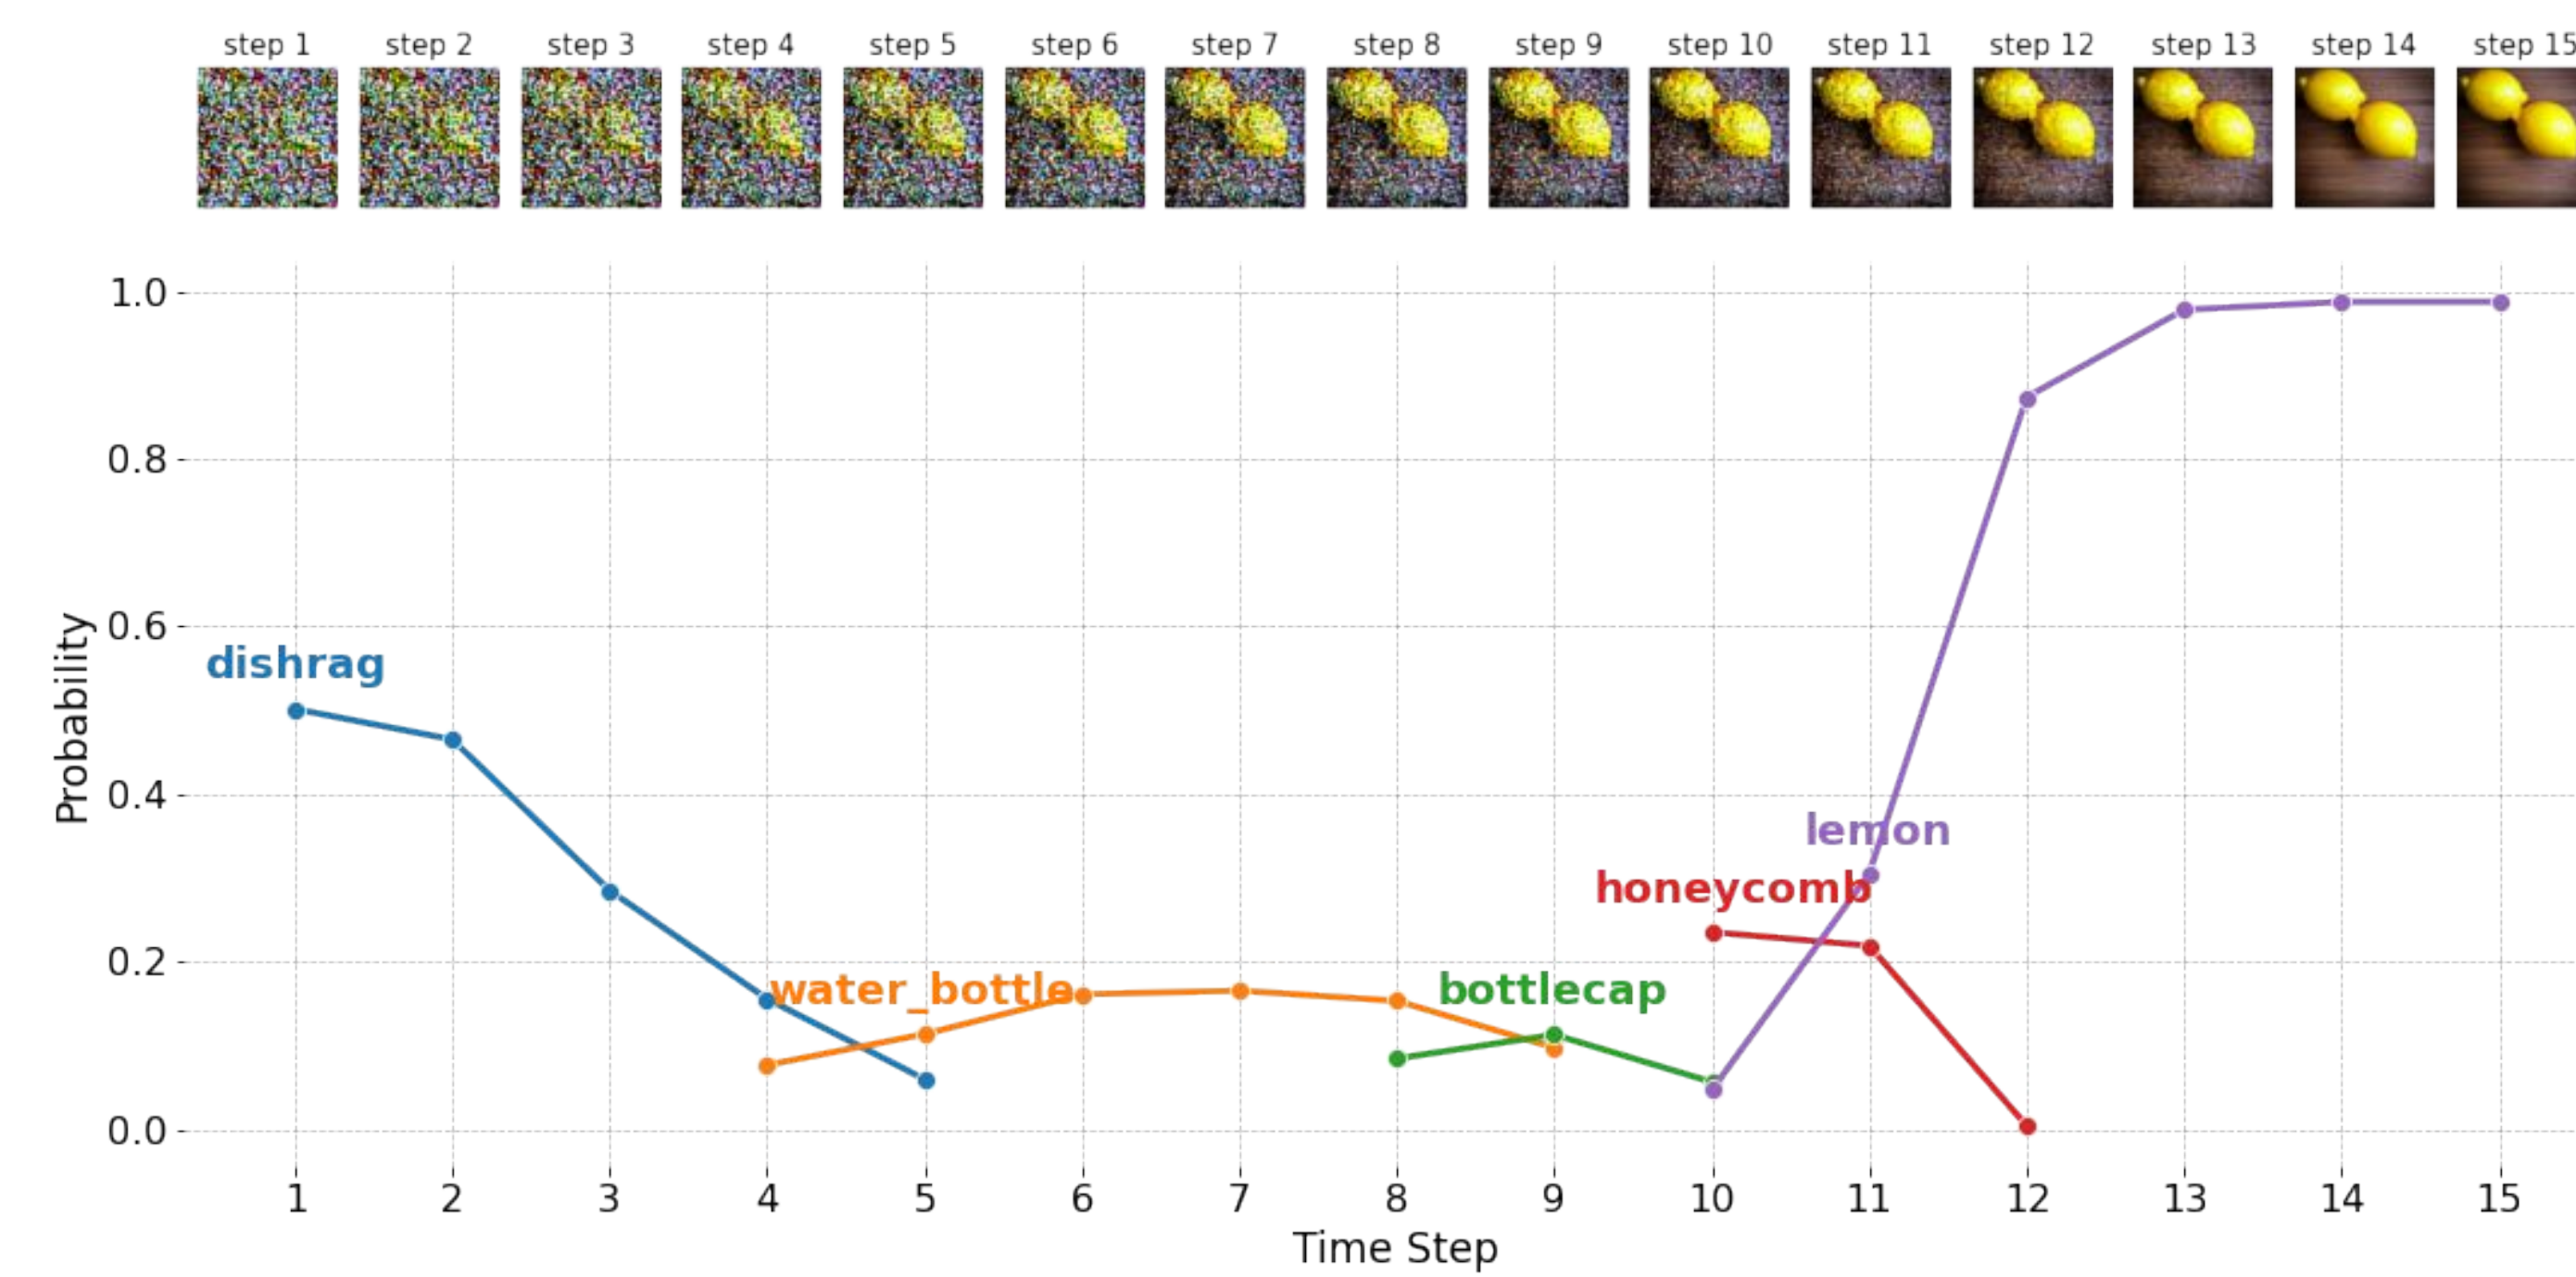 step 1 step 2 step 3 step 4 step 5 step 6 step 7 step 8 step 9 step 10 step 11 step 12 step 13 step 14 step 15
1.0
0.8
0.6
0.4
0.2
0.0
Probability
dishrag
water_bottle
bottlecap
honeycomb
lemon
1 2 3 4 5 6 7 8 9 10 11 12 13 14 15
Time Step